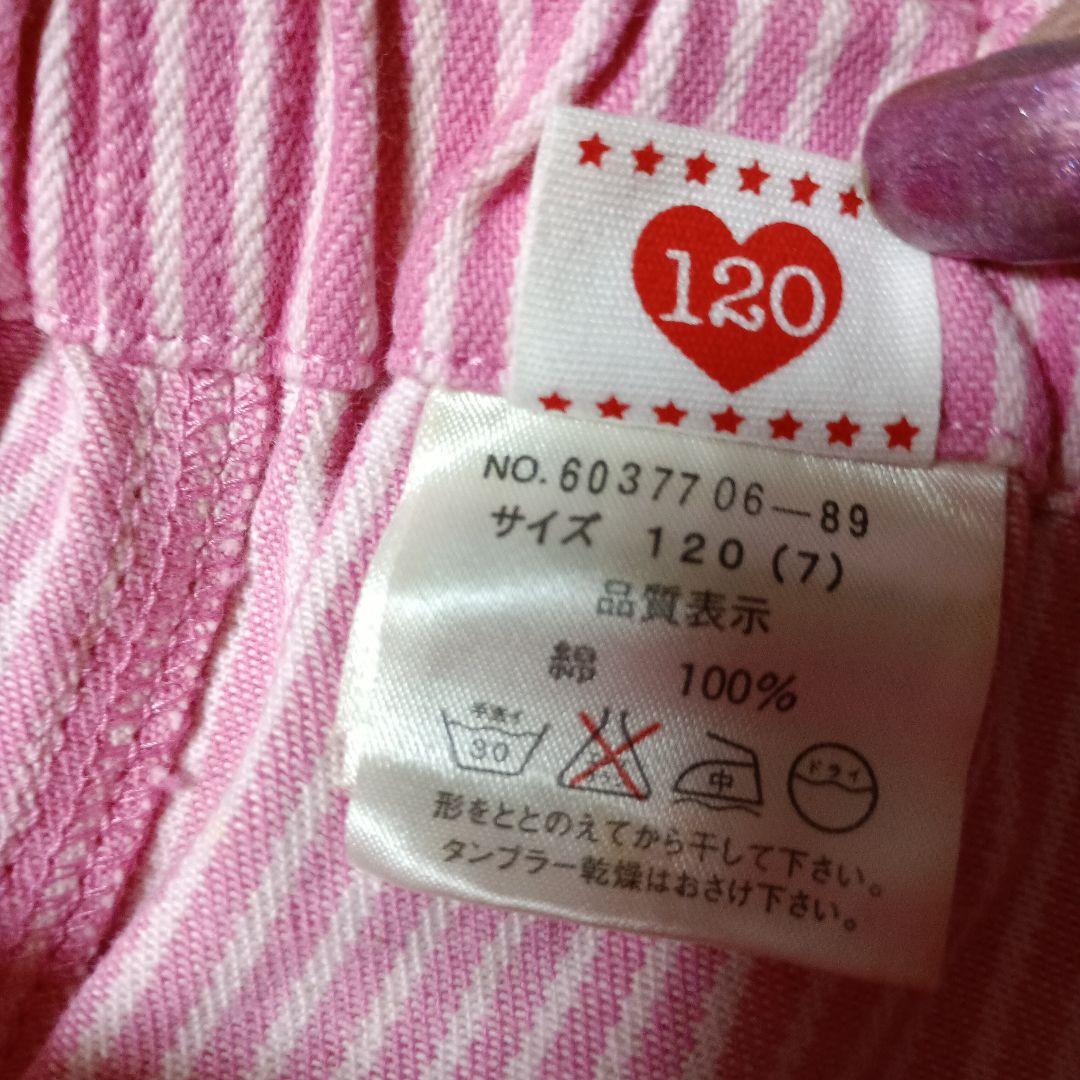 120
NO. 6037706-89
サイズ 120 (7)
品質表示
綿 100%
手洗イ
30
中
ドライ
形をととのえてから干して下さい。
タンブラー乾燥はおさけ下さい。